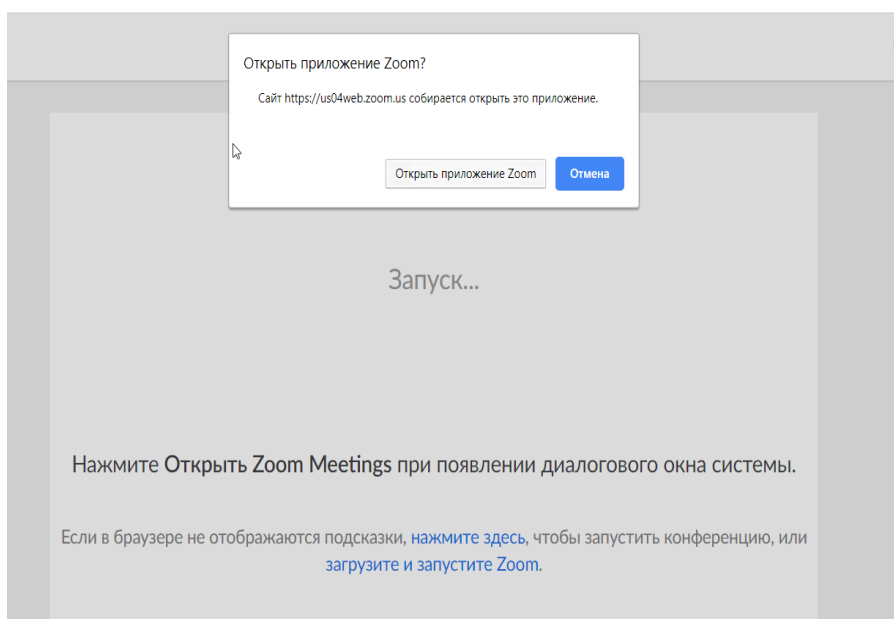 Открыть приложение Zoom?
Сайт https://us04web.zoom.us собирается открыть это приложение.
Открыть приложение Zoom Отмена
Запуск...
Нажмите Открыть Zoom Meetings при появлении диалогового окна системы.
Если в браузере не отображаются подсказки, нажмите здесь, чтобы запустить конференцию, или
загрузите и запустите Zoom.